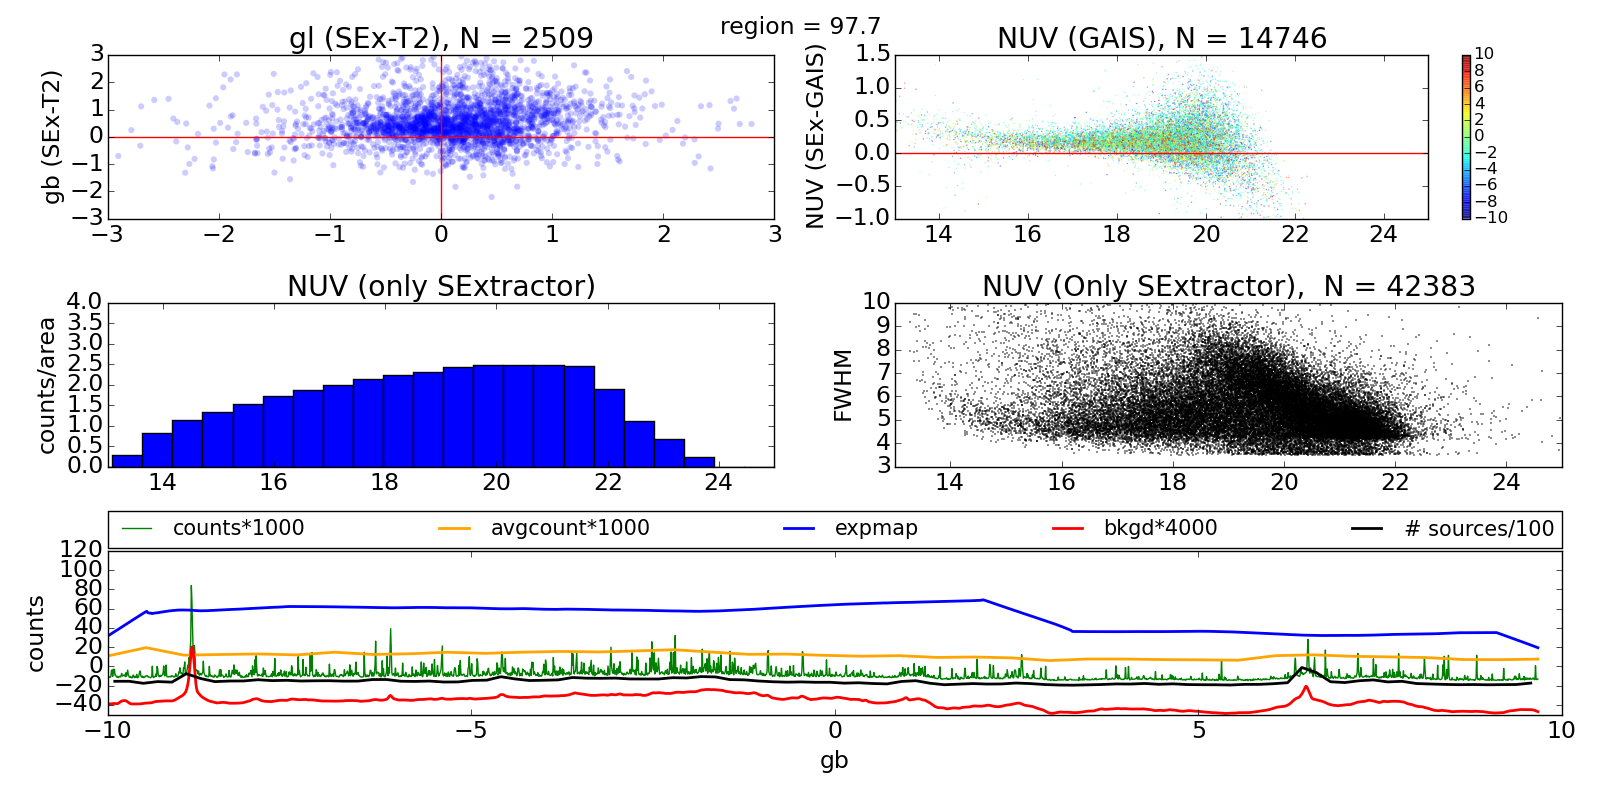 region = 97.7
gl (SEx-T2), N = 2509
gb (SEx-T2)
3
2
1
0
−1
−2
−3
−3 −2 −1 0 1 2 3
NUV (GAIS), N = 14746
NUV (SEx-GAIS)
1.5
1.0
0.5
0.0
−0.5
−1.0
14 16 18 20 22 24
10
8
6
4
2
0
−2
−4
−6
−8
−10
NUV (only SExtractor)
counts/area
4.0
3.5
3.0
2.5
2.0
1.5
1.0
0.5
0.0
14 16 18 20 22 24
NUV (Only SExtractor), N = 42383
FWHM
10
9
8
7
6
5
4
3
14 16 18 20 22 24
counts*1000 avgcount*1000 expmap bkgd*4000 # sources/100
counts
120
100
80
60
40
20
0
−20
−40
−10 −5 0 5 10
gb